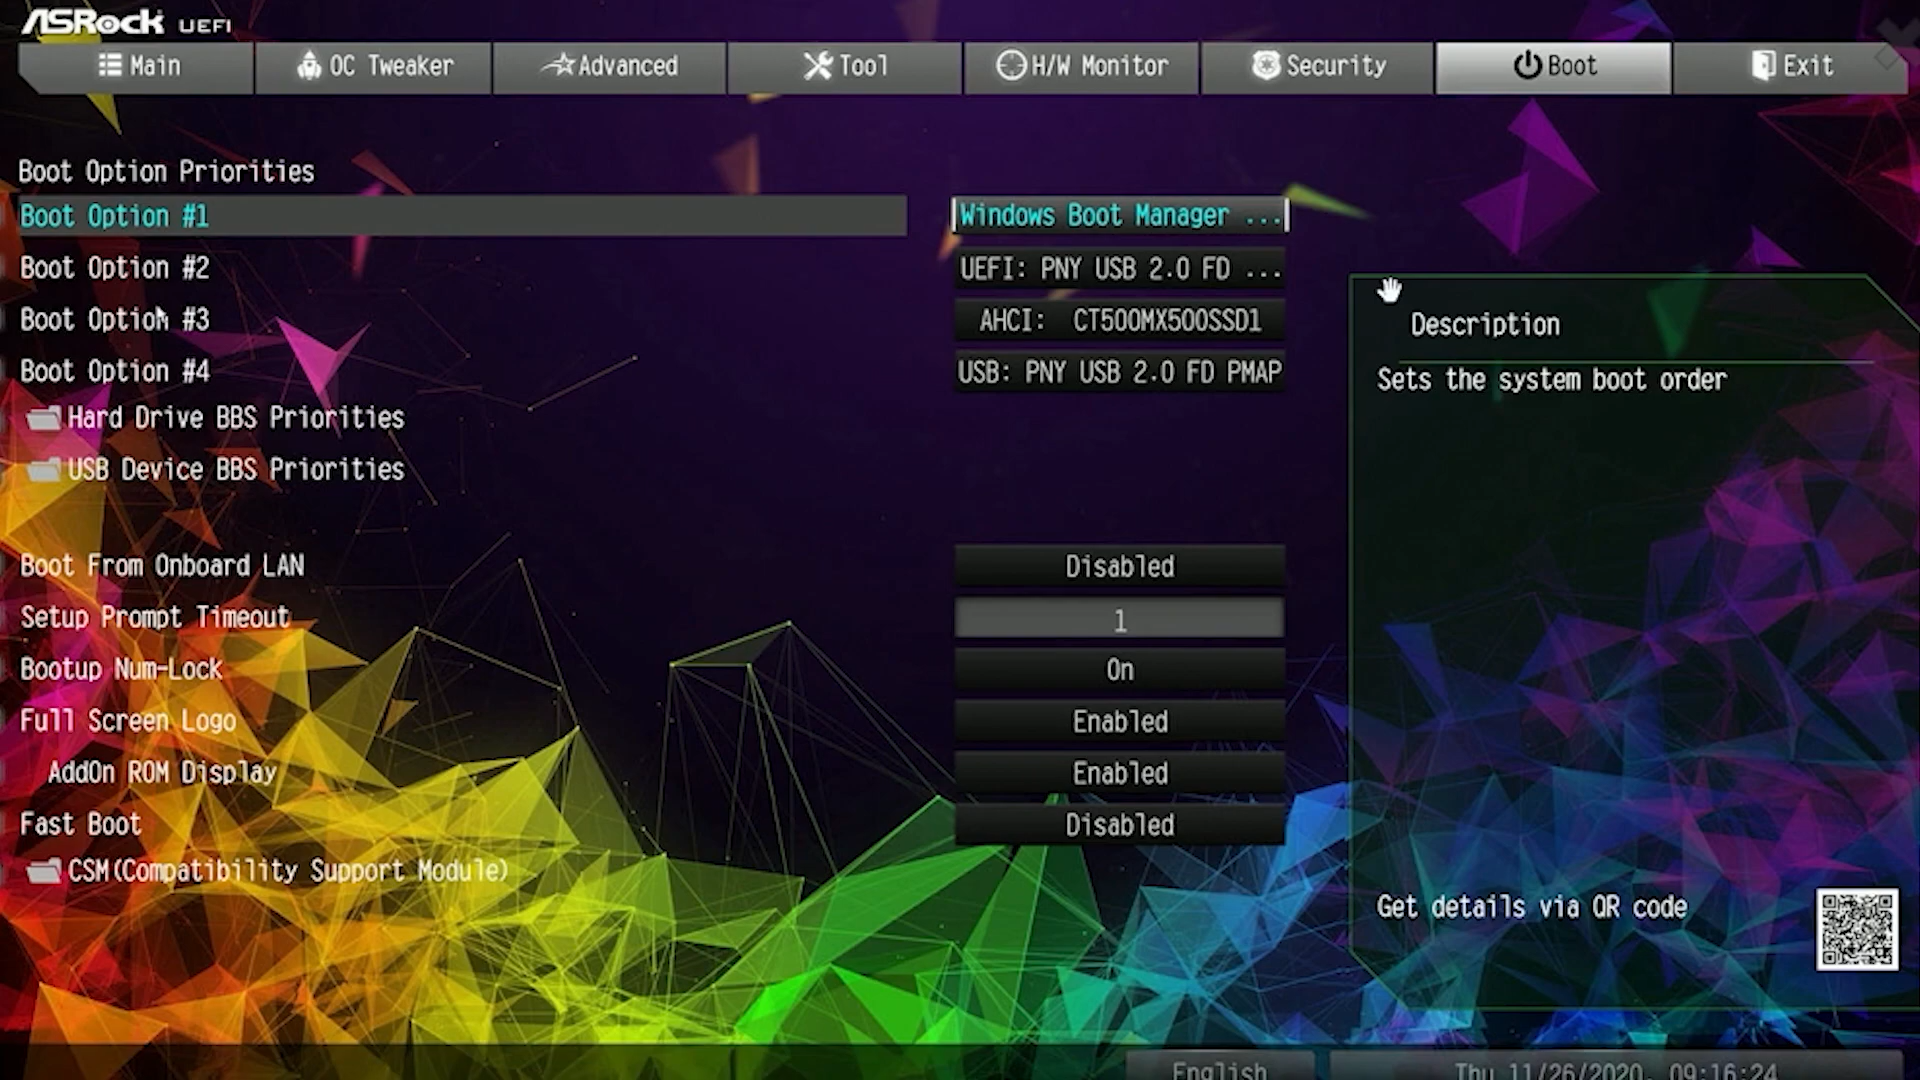 ASRock UEFI
Main
OC Tweaker
Advanced
Tool
H/W Monitor
Security
Boot
Exit
Boot Option Priorities
Boot Option #1
Windows Boot Manager ...
Boot Option #2
UEFI: PNY USB 2.0 FD ...
Boot Option #3
AHCI: CT500MX500SSD1
Boot Option #4
USB: PNY USB 2.0 FD PMAP
Hard Drive BBS Priorities
USB Device BBS Priorities
Boot From Onboard LAN
Disabled
Setup Prompt Timeout
1
Bootup Num-Lock
On
Full Screen Logo
Enabled
AddOn ROM Display
Enabled
Fast Boot
Disabled
CSM(Compatibility Support Module)
Description
Sets the system boot order
Get details via QR code
English
Thu 11/26/2020, 09:16:24